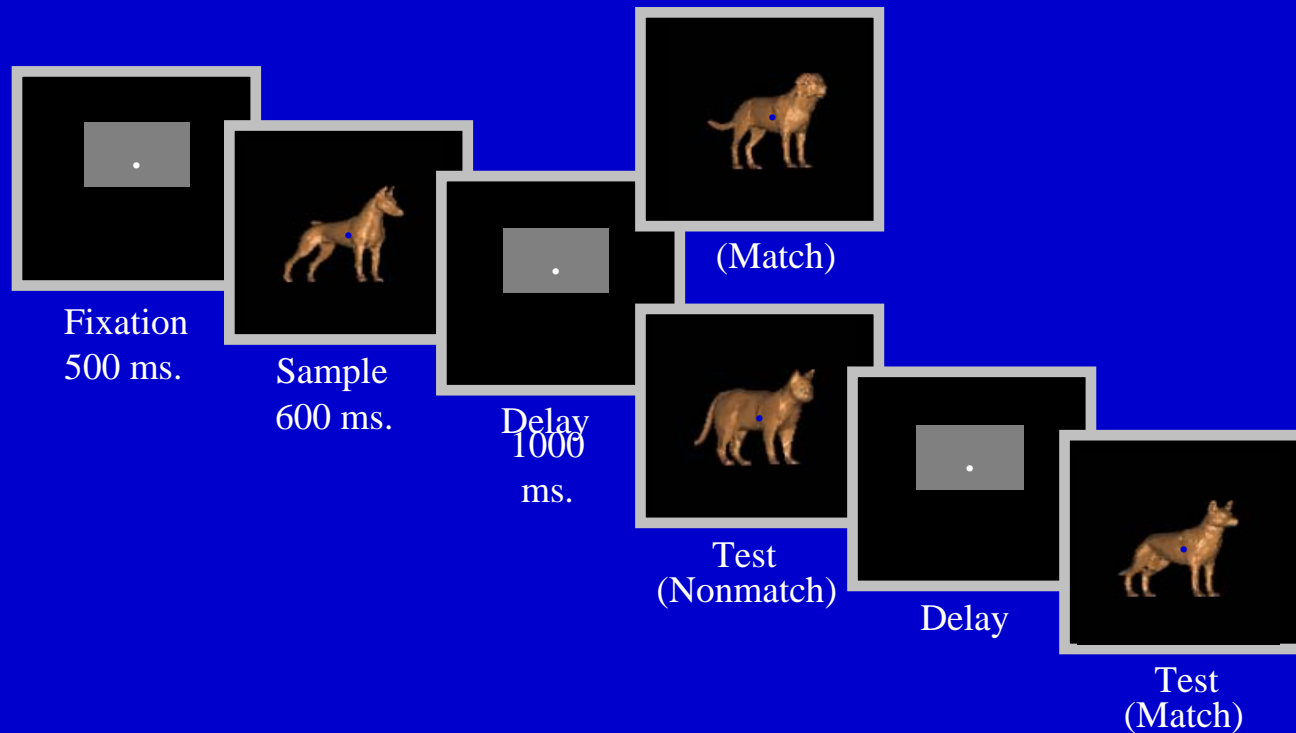 Fixation
500 ms.
Sample
600 ms.
Delay
1000
ms.
(Match)
Test
(Nonmatch)
Delay
Test
(Match)